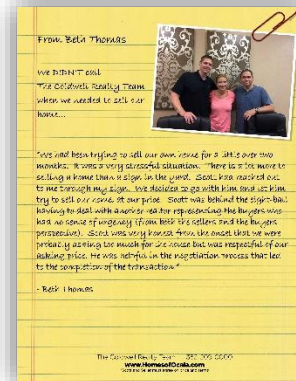 From Beth Thomas
We DIDN'T call
The Coldwell Realty Team
when we needed to sell our
home...
"We had been trying to sell our own home for a little over two
months. It was a very stressful situation. There is a lot more to
selling a home than a sign in the yard. Scott had reached out
to me through my sign. We decided to go with him and let him
try to sell our home at our price. Scott was behind the eight-ball
having to deal with another realtor representing the buyers who
had no sense of urgency (from both the sellers and the buyers
perspective). Scott was very honest from the onset that we were
probably asking too much for the house but was respectful of our
asking price. He was helpful in the negotiation process that led
to the completion of the transaction."
- Beth Thomas
The Coldwell Realty Team
www.HomesofOcala.com